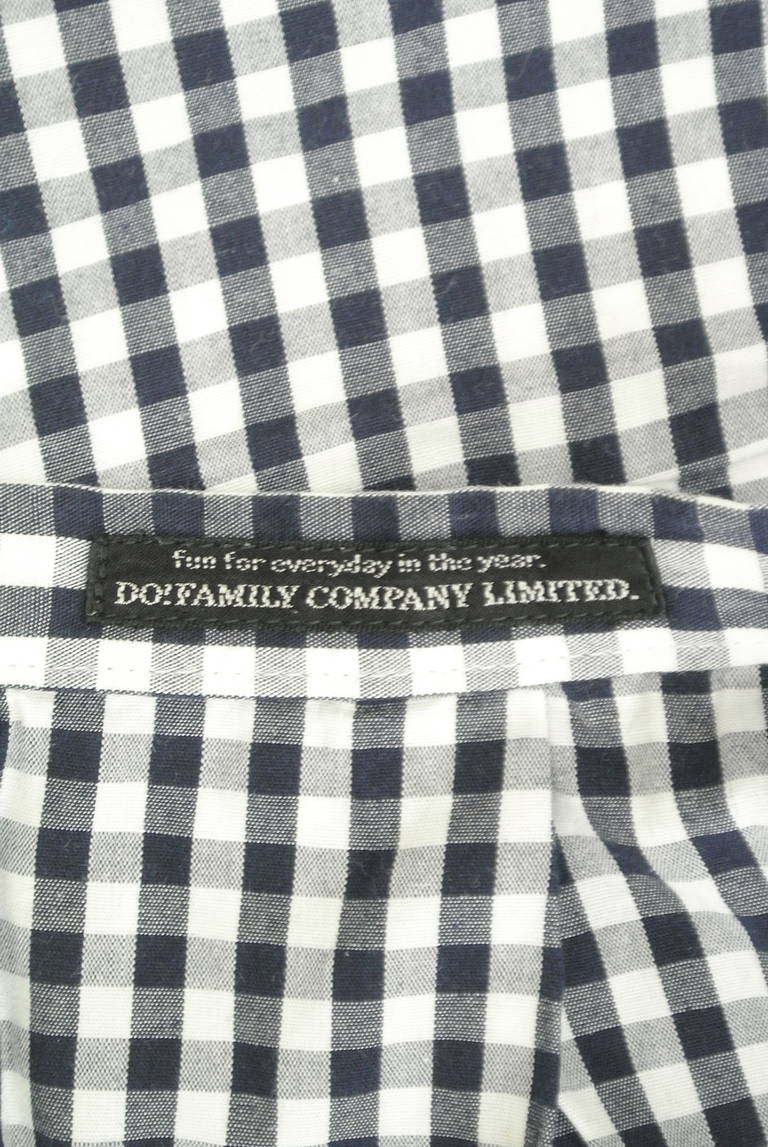 fun for everyday in the year.
DO!FAMILY COMPANY LIMITED.